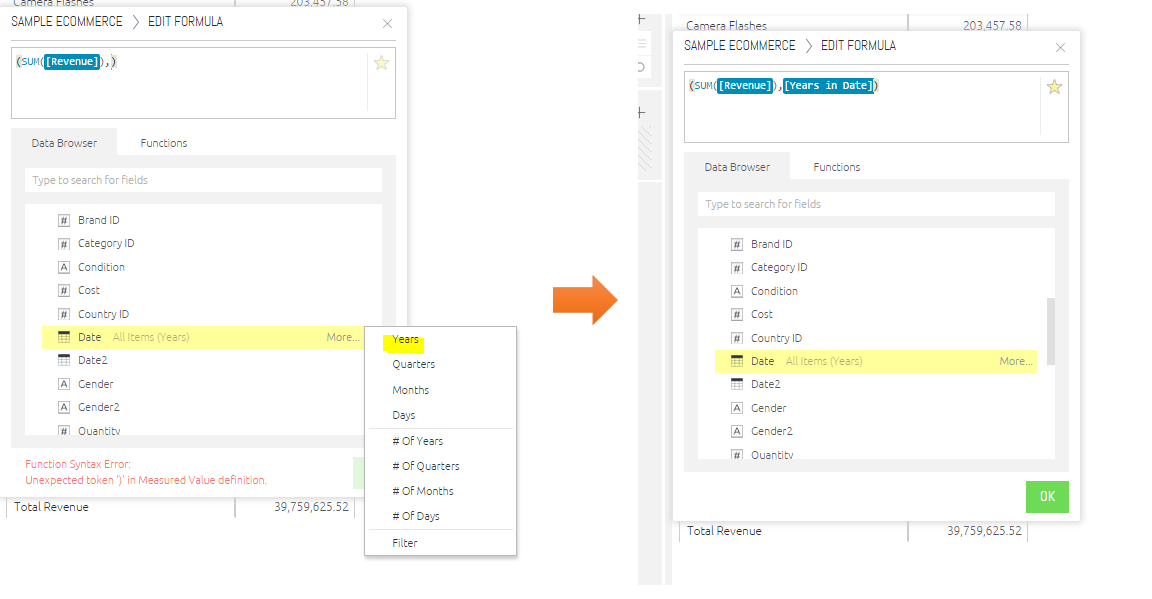 Camera Flashes 203,457.58
SAMPLE ECOMMERCE > EDIT FORMULA
(SUM([Revenue]),)
Data Browser Functions
Type to search for fields
# Brand ID
# Category ID
A Condition
# Cost
# Country ID
Date All Items (Years) More...
Date2
A Gender
A Gender2
# Quantity
Function Syntax Error:
Unexpected token ')' in Measured Value definition.
Total Revenue 39,759,625.52
Years
Quarters
Months
Days
# Of Years
# Of Quarters
# Of Months
# Of Days
Filter
Camera Flashes 203,457.58
SAMPLE ECOMMERCE > EDIT FORMULA
(SUM([Revenue]),[Years in Date])
Data Browser Functions
Type to search for fields
# Brand ID
# Category ID
A Condition
# Cost
# Country ID
Date All Items (Years) More...
Date2
A Gender
A Gender2
# Quantity
OK
Total Revenue 39,759,625.52